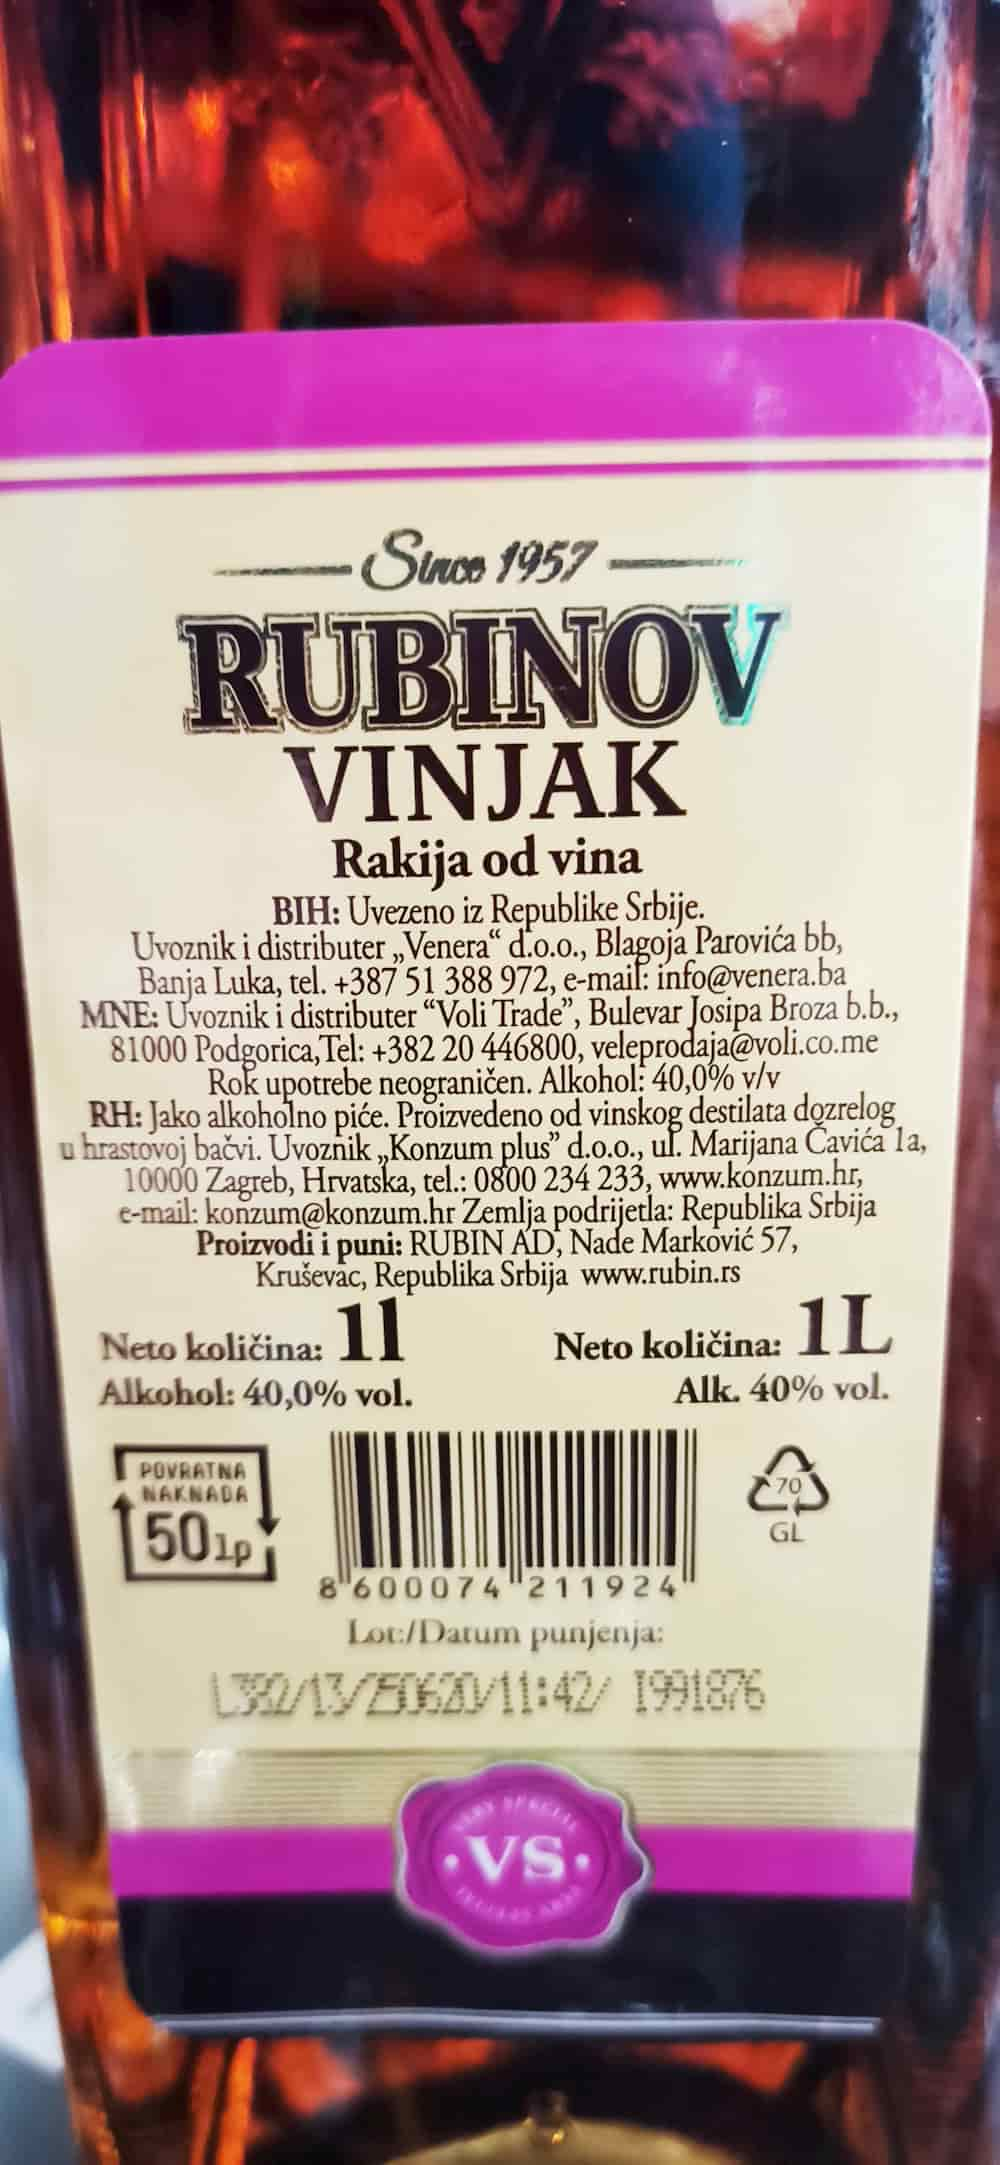 Since 1957
RUBINOV
VINJAK
Rakija od vina
BIH: Uvezeno iz Republike Srbije.
Uvoznik i distributer „Venera“ d.o.o., Blagoja Parovića bb,
Banja Luka, tel. +387 51 388 972, e-mail: info@venera.ba
MNE: Uvoznik i distributer “Voli Trade”, Bulevar Josipa Broza b.b.,
81000 Podgorica,Tel: +382 20 446800, veleprodaja@voli.co.me
Rok upotrebe neograničen. Alkohol: 40,0% v/v
RH: Jako alkoholno piće. Proizvedeno od vinskog destilata dozrelog
u hrastovoj bačvi. Uvoznik „Konzum plus” d.o.o., ul. Marijana Čavića 1a,
10000 Zagreb, Hrvatska, tel.: 0800 234 233, www.konzum.hr,
e-mail: konzum@konzum.hr Zemlja podrijetla: Republika Srbija
Proizvodi i puni: RUBIN AD, Nade Marković 57,
Kruševac, Republika Srbija www.rubin.rs
Neto količina: 1l
Alkohol: 40,0% vol.
Neto količina: 1L
Alk. 40% vol.
POVRATNA
NAKNADA
50 lp
8 600074 211924
70
GL
Lot:/Datum punjenja:
L382/13/250620/11:42/ I991876
VERY SPECIAL
VS